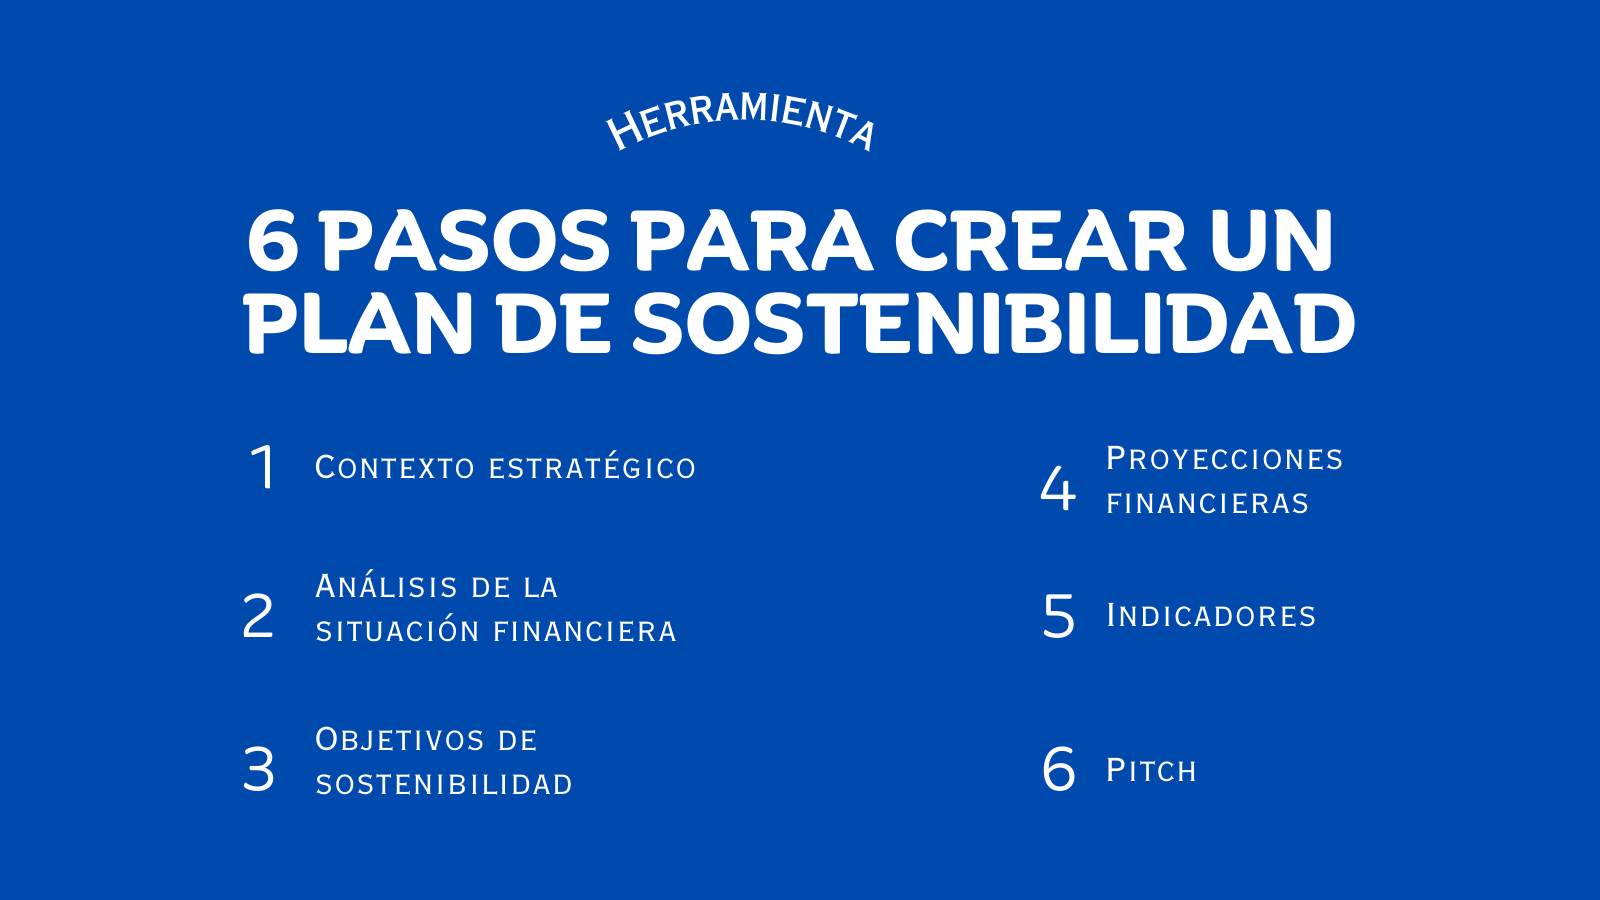 HERRAMIENTA
6 PASOS PARA CREAR UN
PLAN DE SOSTENIBILIDAD
1 CONTEXTO ESTRATÉGICO
2 ANÁLISIS DE LA
SITUACIÓN FINANCIERA
3 OBJETIVOS DE
SOSTENIBILIDAD
4 PROYECCIONES
FINANCIERAS
5 INDICADORES
6 PITCH